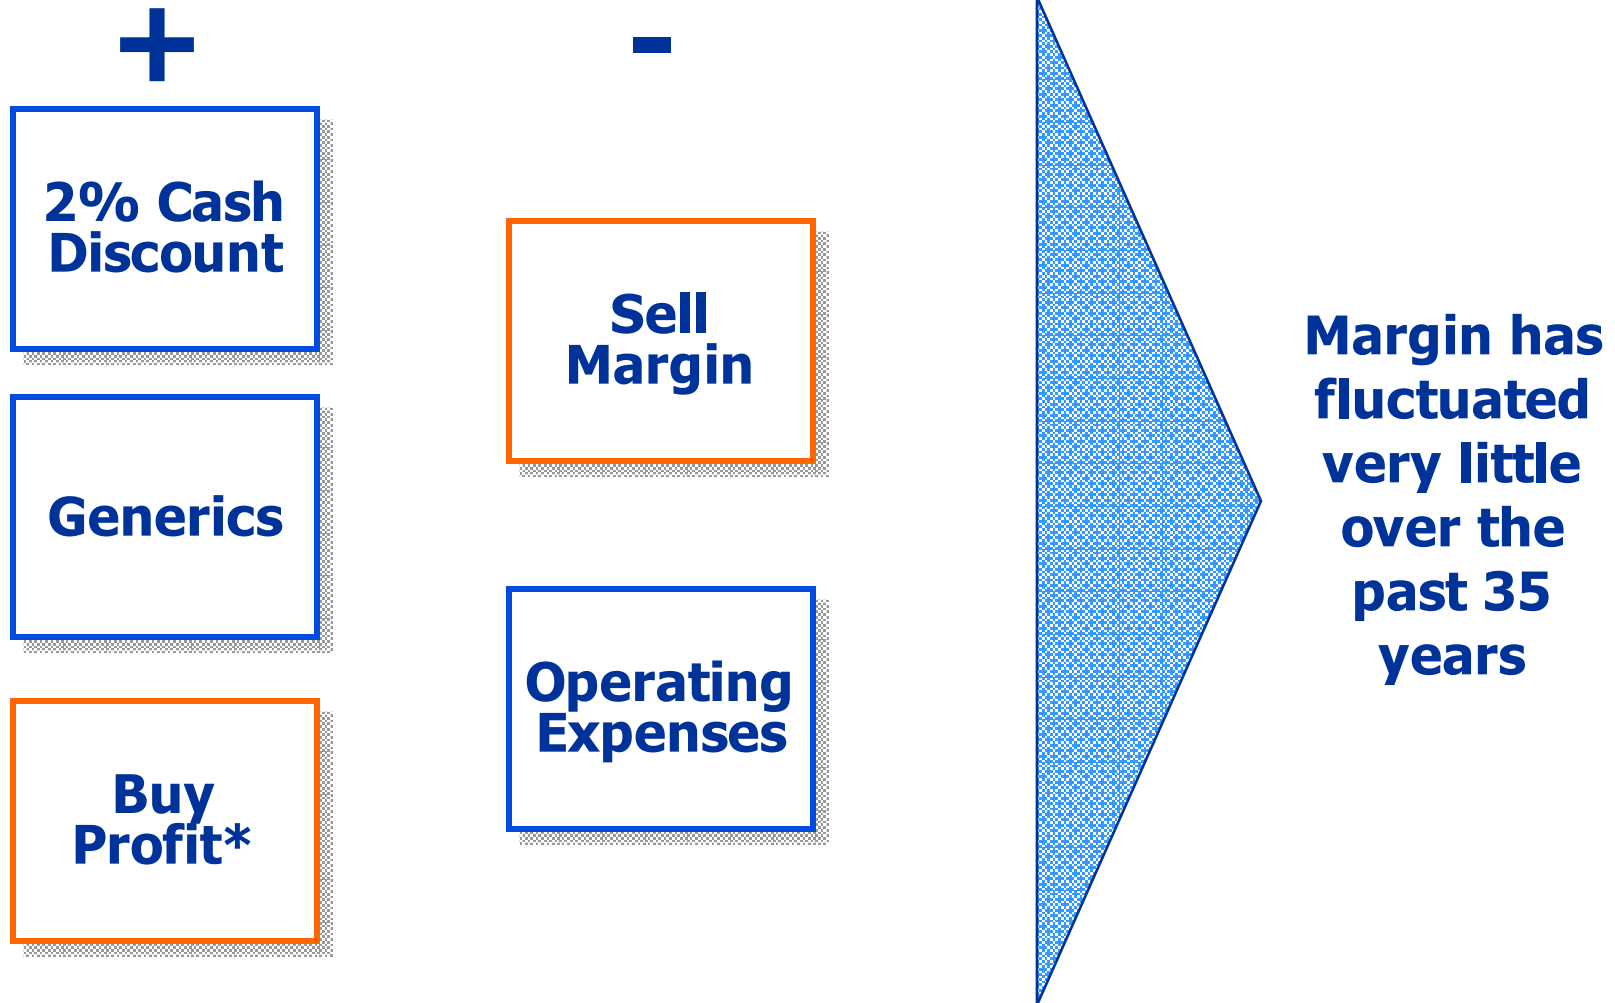 +
-
2% Cash
Discount
Generics
Buy
Profit*
Sell
Margin
Operating
Expenses
Margin has
fluctuated
very little
over the
past 35
years